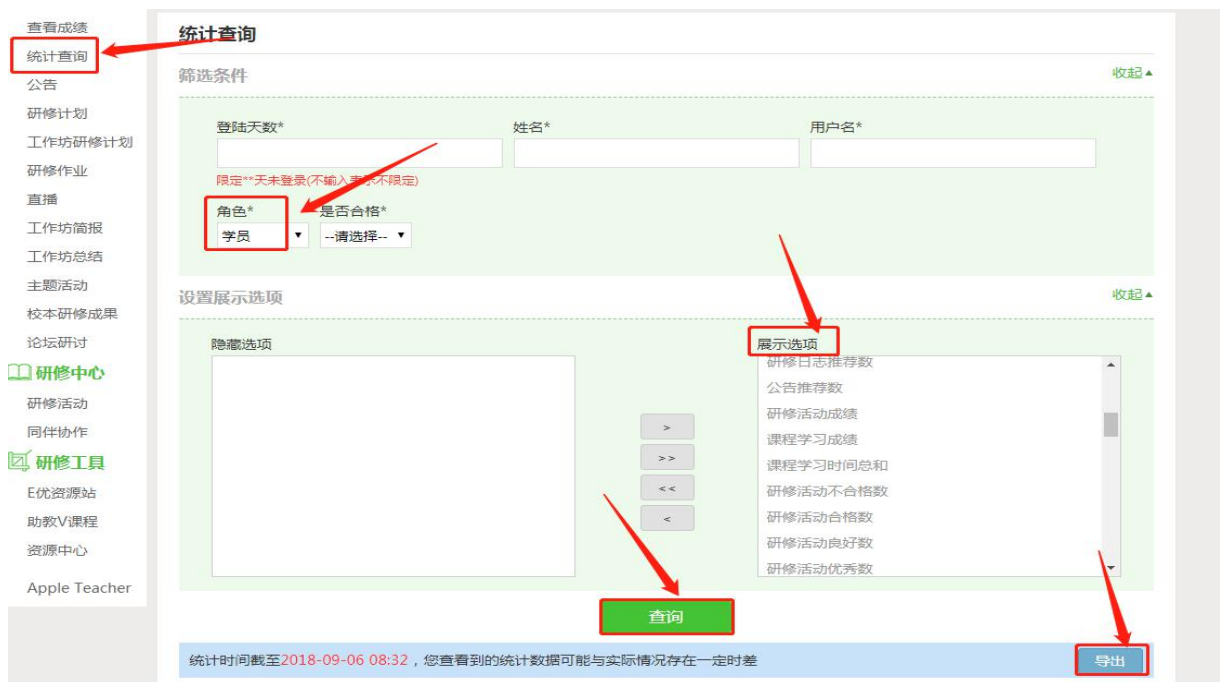 查看成绩
统计查询
公告
研修计划
工作坊研修计划
研修作业
直播
工作坊简报
工作坊总结
主题活动
校本研修成果
论坛研讨
研修中心
研修活动
同伴协作
研修工具
E优资源站
助教V课程
资源中心
Apple Teacher
统计查询
筛选条件 收起▲
登陆天数* 姓名* 用户名*
限定**天未登录(不输入表示不限定)
角色* 是否合格*
学员 ▼ --请选择-- ▼
设置展示选项 收起▲
隐藏选项 展示选项
研修日志推荐数
公告推荐数
研修活动成绩
课程学习成绩
课程学习时间总和
研修活动不合格数
研修活动合格数
研修活动良好数
研修活动优秀数
>
>>
<<
<
查询
统计时间截至2018-09-06 08:32，您查看到的统计数据可能与实际情况存在一定时差 导出